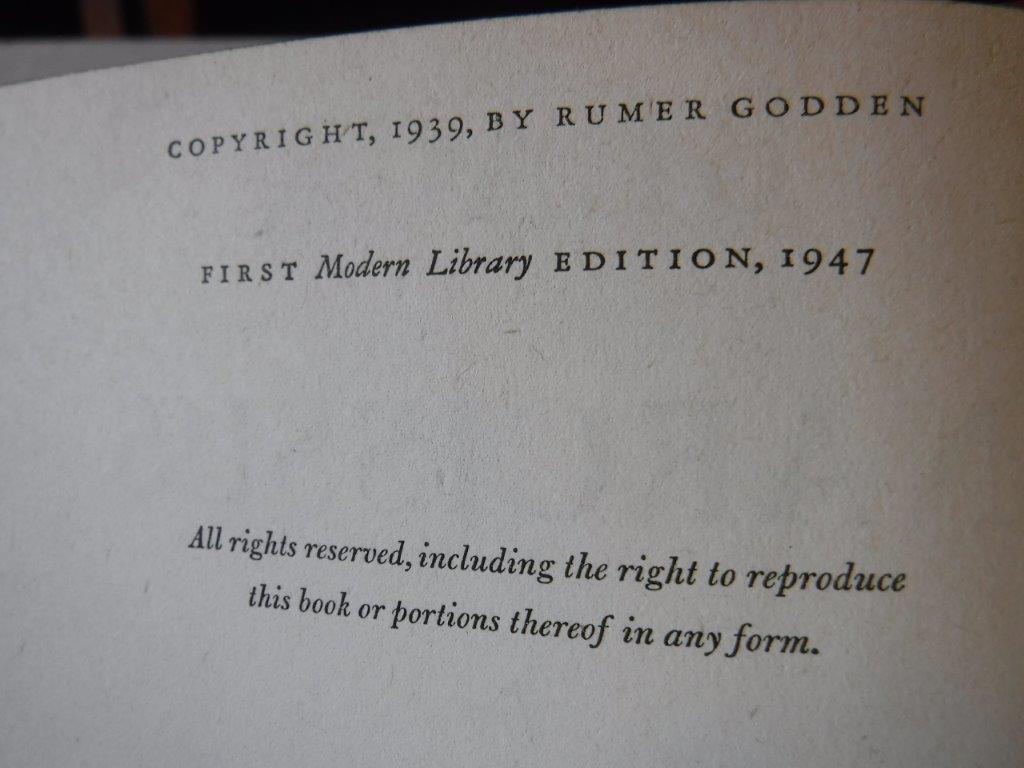 COPYRIGHT, 1939, BY RUMER GODDEN
FIRST Modern Library EDITION, 1947
All rights reserved, including the right to reproduce
this book or portions thereof in any form.